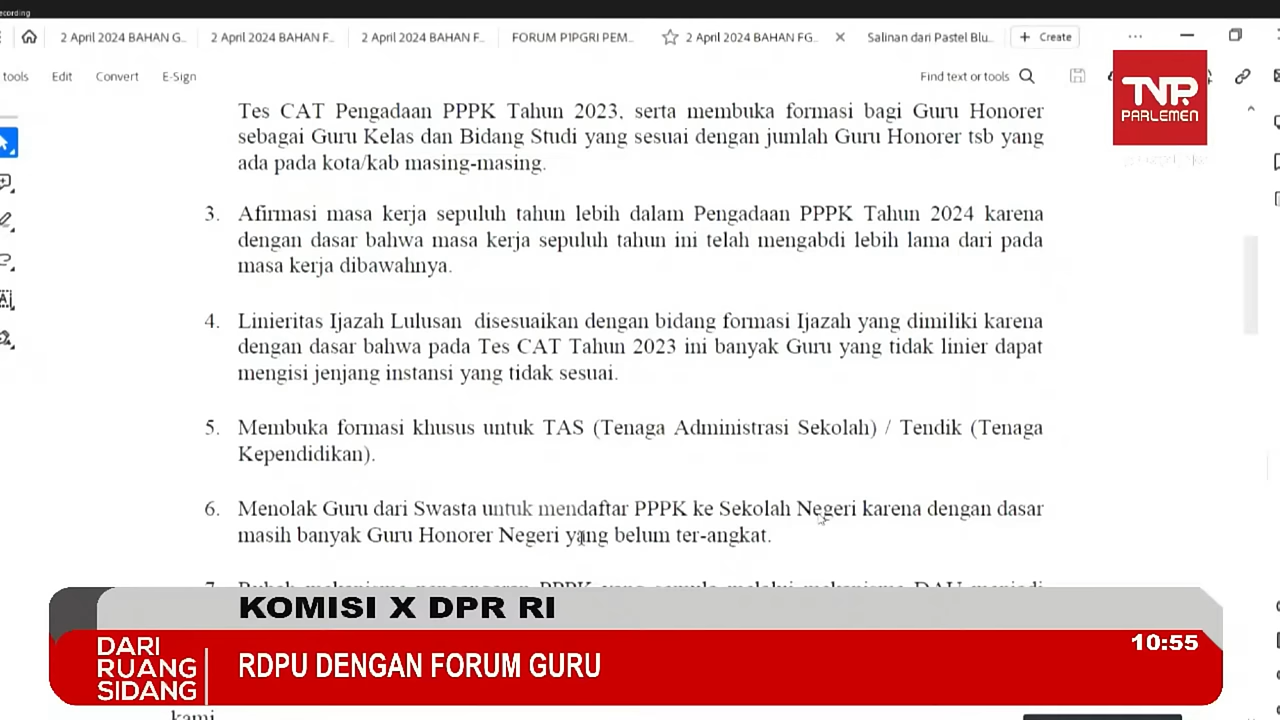 ecording
2 April 2024 BAHAN G... 2 April 2024 BAHAN F... 2 April 2024 BAHAN F... FORUM PIPGRI PEM... 2 April 2024 BAHAN FG... Salinan dari Pastel Blu... + Create
tools Edit Convert E-Sign Find text or tools
TVR
PARLEMEN
Tes CAT Pengadaan PPPK Tahun 2023, serta membuka formasi bagi Guru Honorer
sebagai Guru Kelas dan Bidang Studi yang sesuai dengan jumlah Guru Honorer tsb yang
ada pada kota/kab masing-masing.
3. Afirmasi masa kerja sepuluh tahun lebih dalam Pengadaan PPPK Tahun 2024 karena
dengan dasar bahwa masa kerja sepuluh tahun ini telah mengabdi lebih lama dari pada
masa kerja dibawahnya.
4. Linieritas Ijazah Lulusan disesuaikan dengan bidang formasi Ijazah yang dimiliki karena
dengan dasar bahwa pada Tes CAT Tahun 2023 ini banyak Guru yang tidak linier dapat
mengisi jenjang instansi yang tidak sesuai.
5. Membuka formasi khusus untuk TAS (Tenaga Administrasi Sekolah) / Tendik (Tenaga
Kependidikan).
6. Menolak Guru dari Swasta untuk mendaftar PPPK ke Sekolah Negeri karena dengan dasar
masih banyak Guru Honorer Negeri yang belum ter-angkat.
KOMISI X DPR RI
DARI
RUANG
SIDANG
RDPU DENGAN FORUM GURU
10:55
kami